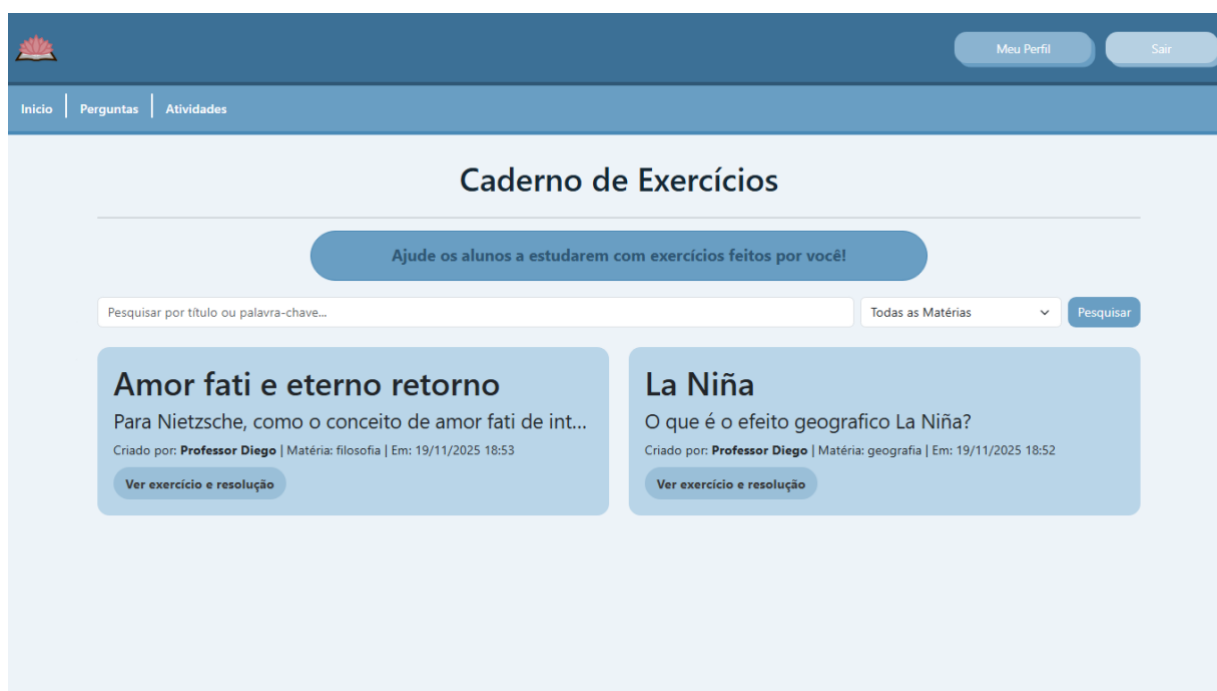 Meu Perfil
Sair
Inicio
Perguntas
Atividades
Caderno de Exercícios
Ajude os alunos a estudarem com exercícios feitos por você!
Pesquisar por título ou palavra-chave...
Todas as Matérias
Pesquisar
Amor fati e eterno retorno
Para Nietzsche, como o conceito de amor fati de int...
Criado por: Professor Diego | Matéria: filosofia | Em: 19/11/2025 18:53
Ver exercício e resolução
La Niña
O que é o efeito geografico La Niña?
Criado por: Professor Diego | Matéria: geografia | Em: 19/11/2025 18:52
Ver exercício e resolução